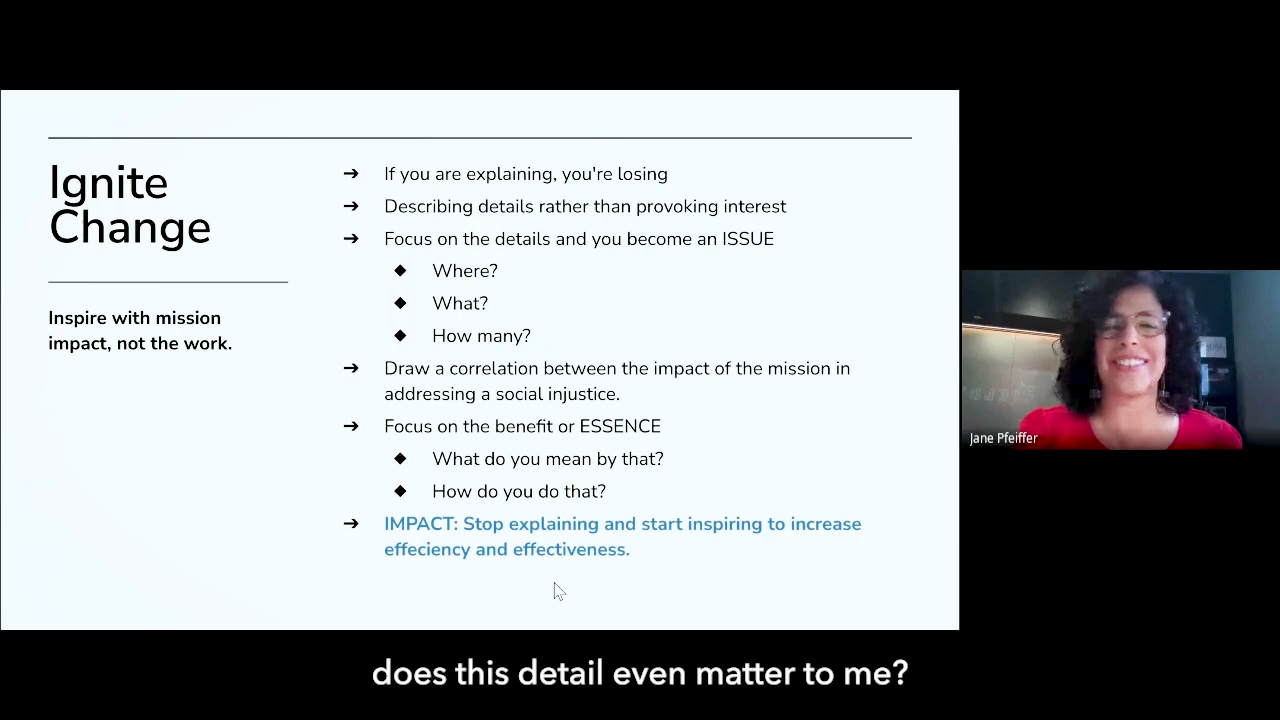 Ignite
Change
Inspire with mission
impact, not the work.
➔ If you are explaining, you're losing
➔ Describing details rather than provoking interest
➔ Focus on the details and you become an ISSUE
◆ Where?
◆ What?
◆ How many?
➔ Draw a correlation between the impact of the mission in
addressing a social injustice.
➔ Focus on the benefit or ESSENCE
◆ What do you mean by that?
◆ How do you do that?
➔ IMPACT: Stop explaining and start inspiring to increase
effeciency and effectiveness.
Jane Pfeiffer
does this detail even matter to me?